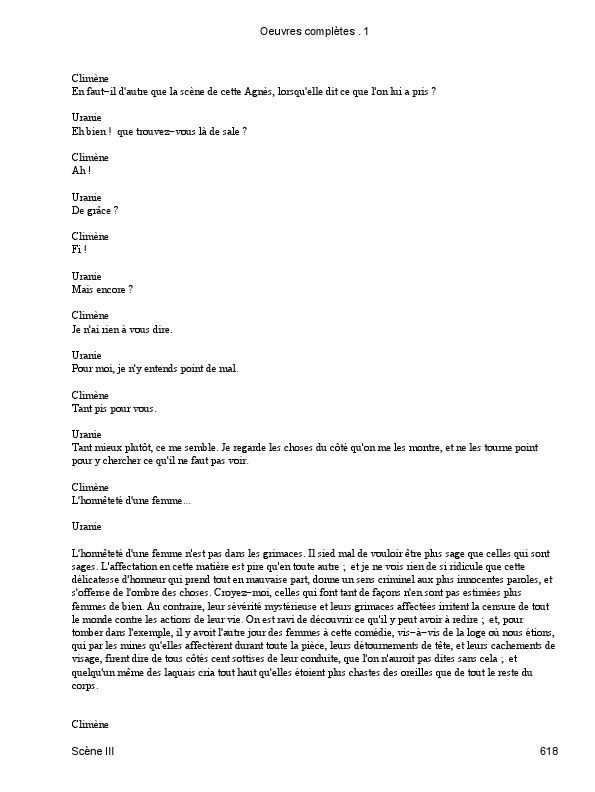 Oeuvres complètes . 1
Climène
En faut-il d'autre que la scène de cette Agnès, lorsqu'elle dit ce que l'on lui a pris ?
Uranie
Eh bien ! que trouvez-vous là de sale ?
Climène
Ah !
Uranie
De grâce ?
Climène
Fi !
Uranie
Mais encore ?
Climène
Je n'ai rien à vous dire.
Uranie
Pour moi, je n'y entends point de mal.
Climène
Tant pis pour vous.
Uranie
Tant mieux plutôt, ce me semble. Je regarde les choses du côté qu'on me les montre, et ne les tourne point
pour y chercher ce qu'il ne faut pas voir.
Climène
L'honnêteté d'une femme...
Uranie
L'honnêteté d'une femme n'est pas dans les grimaces. Il sied mal de vouloir être plus sage que celles qui sont
sages. L'affectation en cette matière est pire qu'en toute autre ; et je ne vois rien de si ridicule que cette
délicatesse d'honneur qui prend tout en mauvaise part, donne un sens criminel aux plus innocentes paroles, et
s'offense de l'ombre des choses. Croyez-moi, celles qui font tant de façons n'en sont pas estimées plus
femmes de bien. Au contraire, leur sévérité mystérieuse et leurs grimaces affectées irritent la censure de tout
le monde contre les actions de leur vie. On est ravi de découvrir ce qu'il y peut avoir à redire ; et, pour
tomber dans l'exemple, il y avoit l'autre jour des femmes à cette comédie, vis-à-vis de la loge où nous étions,
qui par les mines qu'elles affectèrent durant toute la pièce, leurs détournements de tête, et leurs cachements de
visage, firent dire de tous côtés cent sottises de leur conduite, que l'on n'auroit pas dites sans cela ; et
quelqu'un même des laquais cria tout haut qu'elles étoient plus chastes des oreilles que de tout le reste du
corps.
Climène
Scène III 618